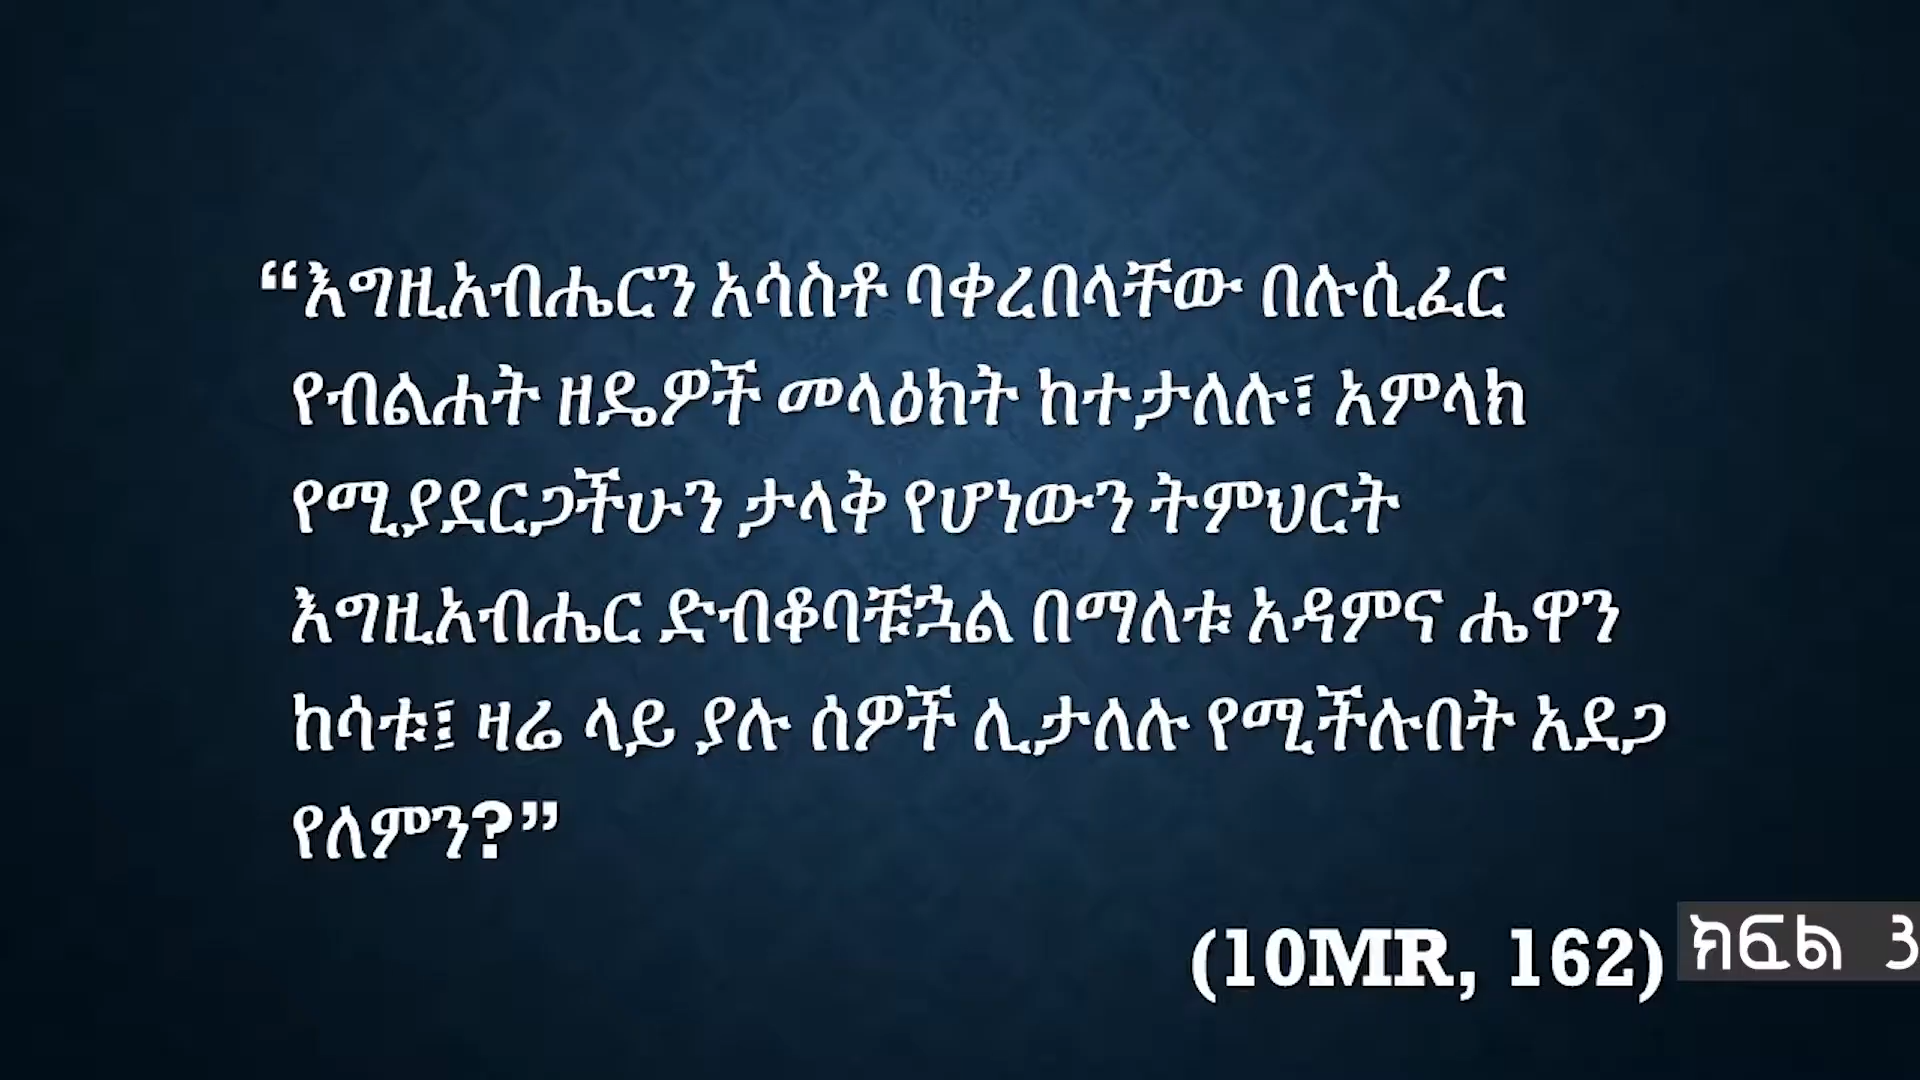 “እግዚአብሔርን አሳስቶ ባቀረበላቸው በሉሲፈር
የብልሐት ዘዴዎች መላዕክት ከተታለሉ፣ አምላክ
የሚያደርጋችሁን ታላቅ የሆነውን ትምህርት
እግዚአብሔር ድብቆባቹኋል በማለቱ አዳምና ሔዋን
ከሳቱ፤ ዛሬ ላይ ያሉ ሰዎች ሊታለሉ የሚችሉበት አደጋ
የለምን?”
(10MR, 162)
ክፍል 3